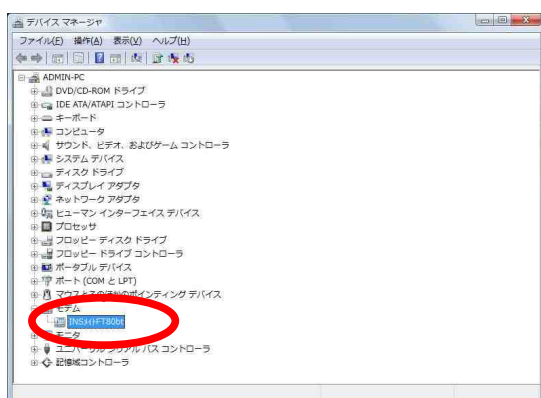 デバイス マネージャ
ファイル(F) 操作(A) 表示(V) ヘルプ(H)
ADMIN-PC
DVD/CD-ROM ドライブ
IDE ATA/ATAPI コントローラ
キーボード
コンピュータ
サウンド、ビデオ、およびゲーム コントローラ
システム デバイス
ディスク ドライブ
ディスプレイ アダプタ
ネットワーク アダプタ
ヒューマン インターフェイス デバイス
プロセッサ
フロッピー ディスク ドライブ
フロッピー ドライブ コントローラ
ポータブル デバイス
ポート (COM と LPT)
マウスとそのほかのポインティング デバイス
モデム
INSメイトFT80bt
モニタ
ユニバーサル シリアル バス コントローラ
記憶域コントローラ